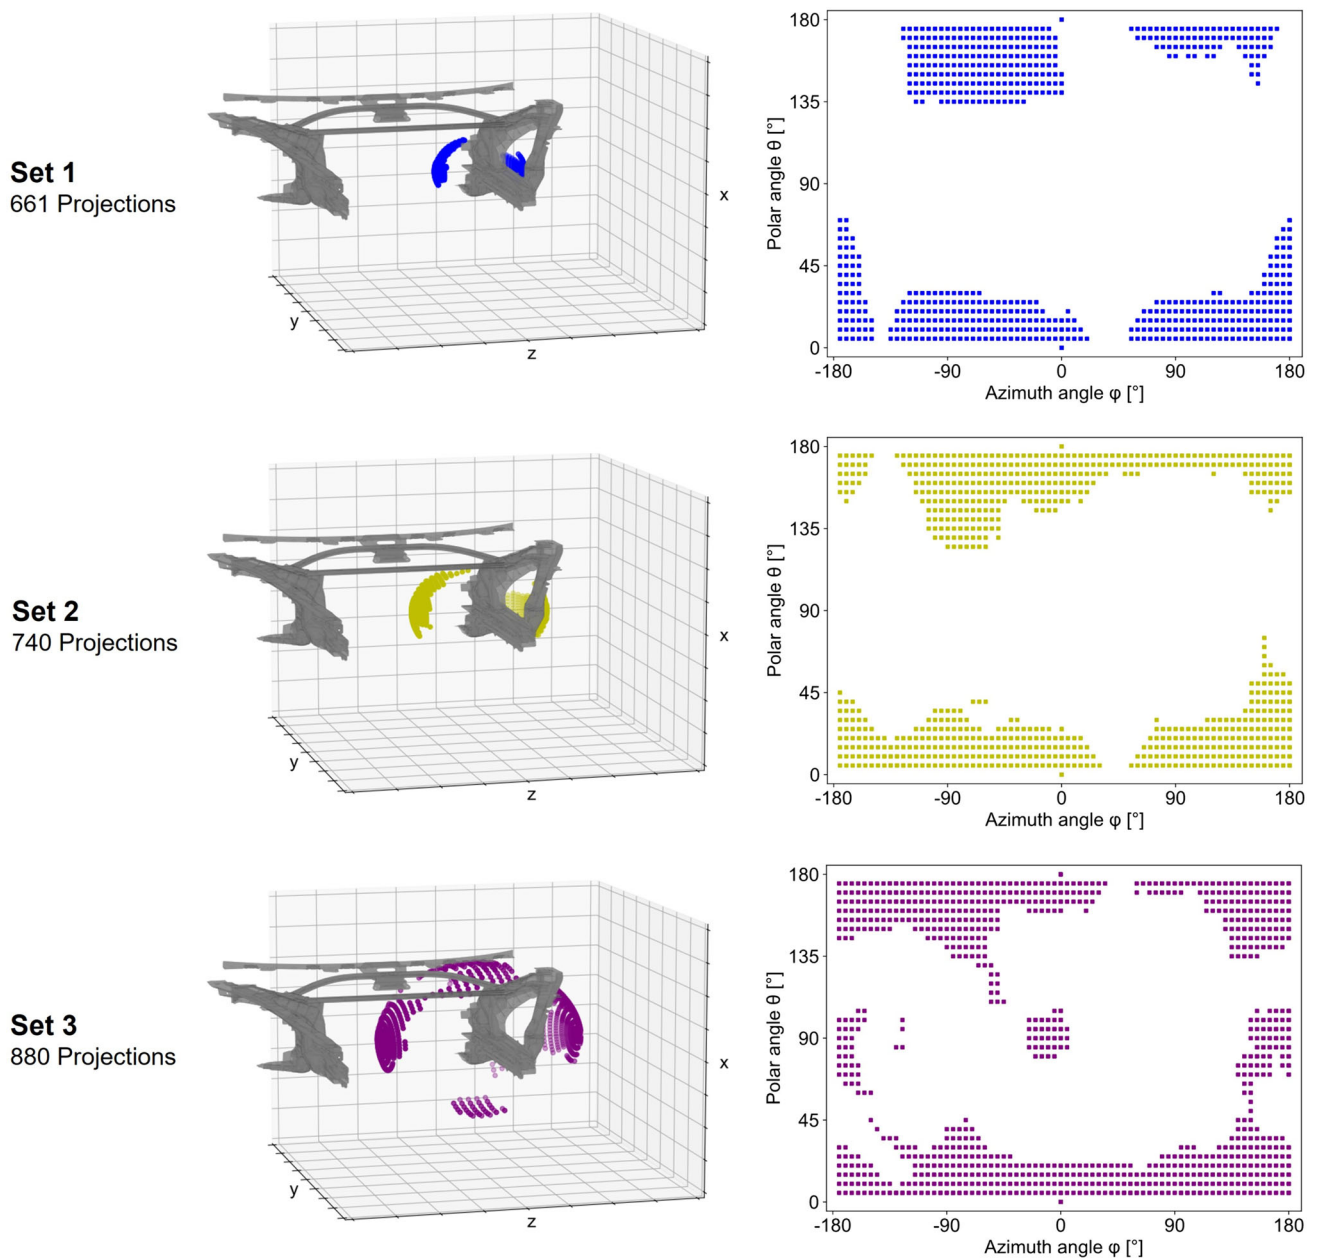 Set 1
661 Projections
x
y
z
Polar angle θ [°]
180
135
90
45
0
-180
-90
0
90
180
Azimuth angle φ [°]
Set 2
740 Projections
x
y
z
Polar angle θ [°]
180
135
90
45
0
-180
-90
0
90
180
Azimuth angle φ [°]
Set 3
880 Projections
x
y
z
Polar angle θ [°]
180
135
90
45
0
-180
-90
0
90
180
Azimuth angle φ [°]